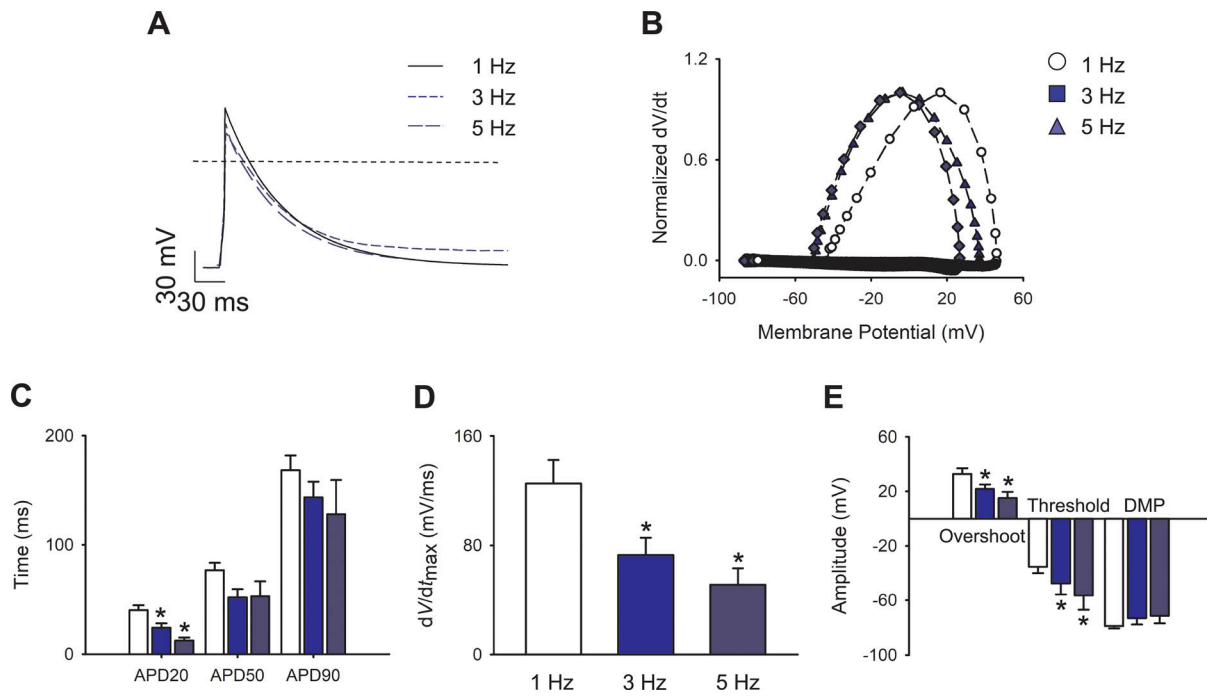 A
1 Hz
3 Hz
5 Hz
30 mV
30 ms
B
1 Hz
3 Hz
5 Hz
1.2
0.6
0.0
Normalized dV/dt
-100
-60
-20
20
60
Membrane Potential (mV)
C
200
100
0
Time (ms)
*
*
APD20
APD50
APD90
D
160
80
0
dV/dtmax (mV/ms)
*
*
1 Hz
3 Hz
5 Hz
E
60
20
-20
-60
-100
Amplitude (mV)
*
*
Threshold
DMP
Overshoot
*
*